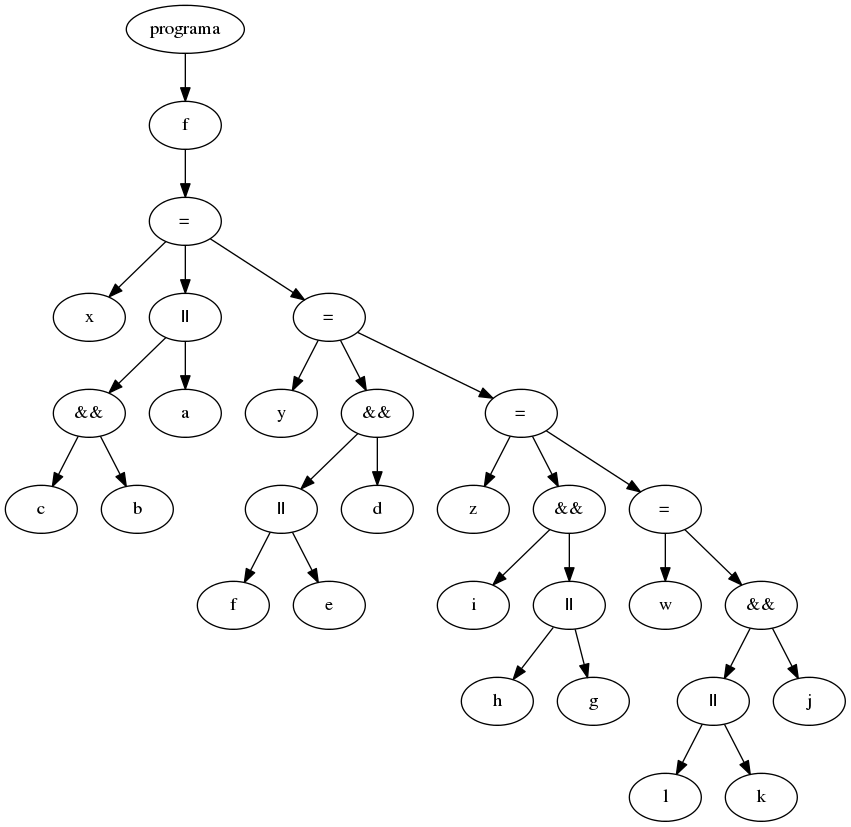 programa
f
=
x
||
=
&&
a
y
&&
=
c
b
||
d
z
&&
=
f
e
i
||
w
&&
h
g
||
j
l
k